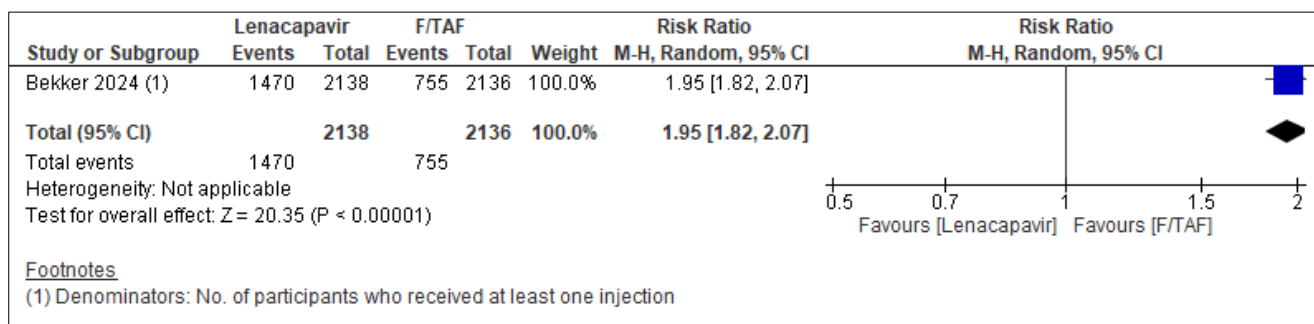 Lenacapavir F/TAF Risk Ratio Risk Ratio
Study or Subgroup Events Total Events Total Weight M-H, Random, 95% CI M-H, Random, 95% CI
Bekker 2024 (1) 1470 2138 755 2136 100.0% 1.95 [1.82, 2.07]
Total (95% CI) 2138 2136 100.0% 1.95 [1.82, 2.07]
Total events 1470 755
Heterogeneity: Not applicable
Test for overall effect: Z = 20.35 (P < 0.00001)
0.5 0.7 1 1.5 2
Favours [Lenacapavir] Favours [F/TAF]
Footnotes
(1) Denominators: No. of participants who received at least one injection